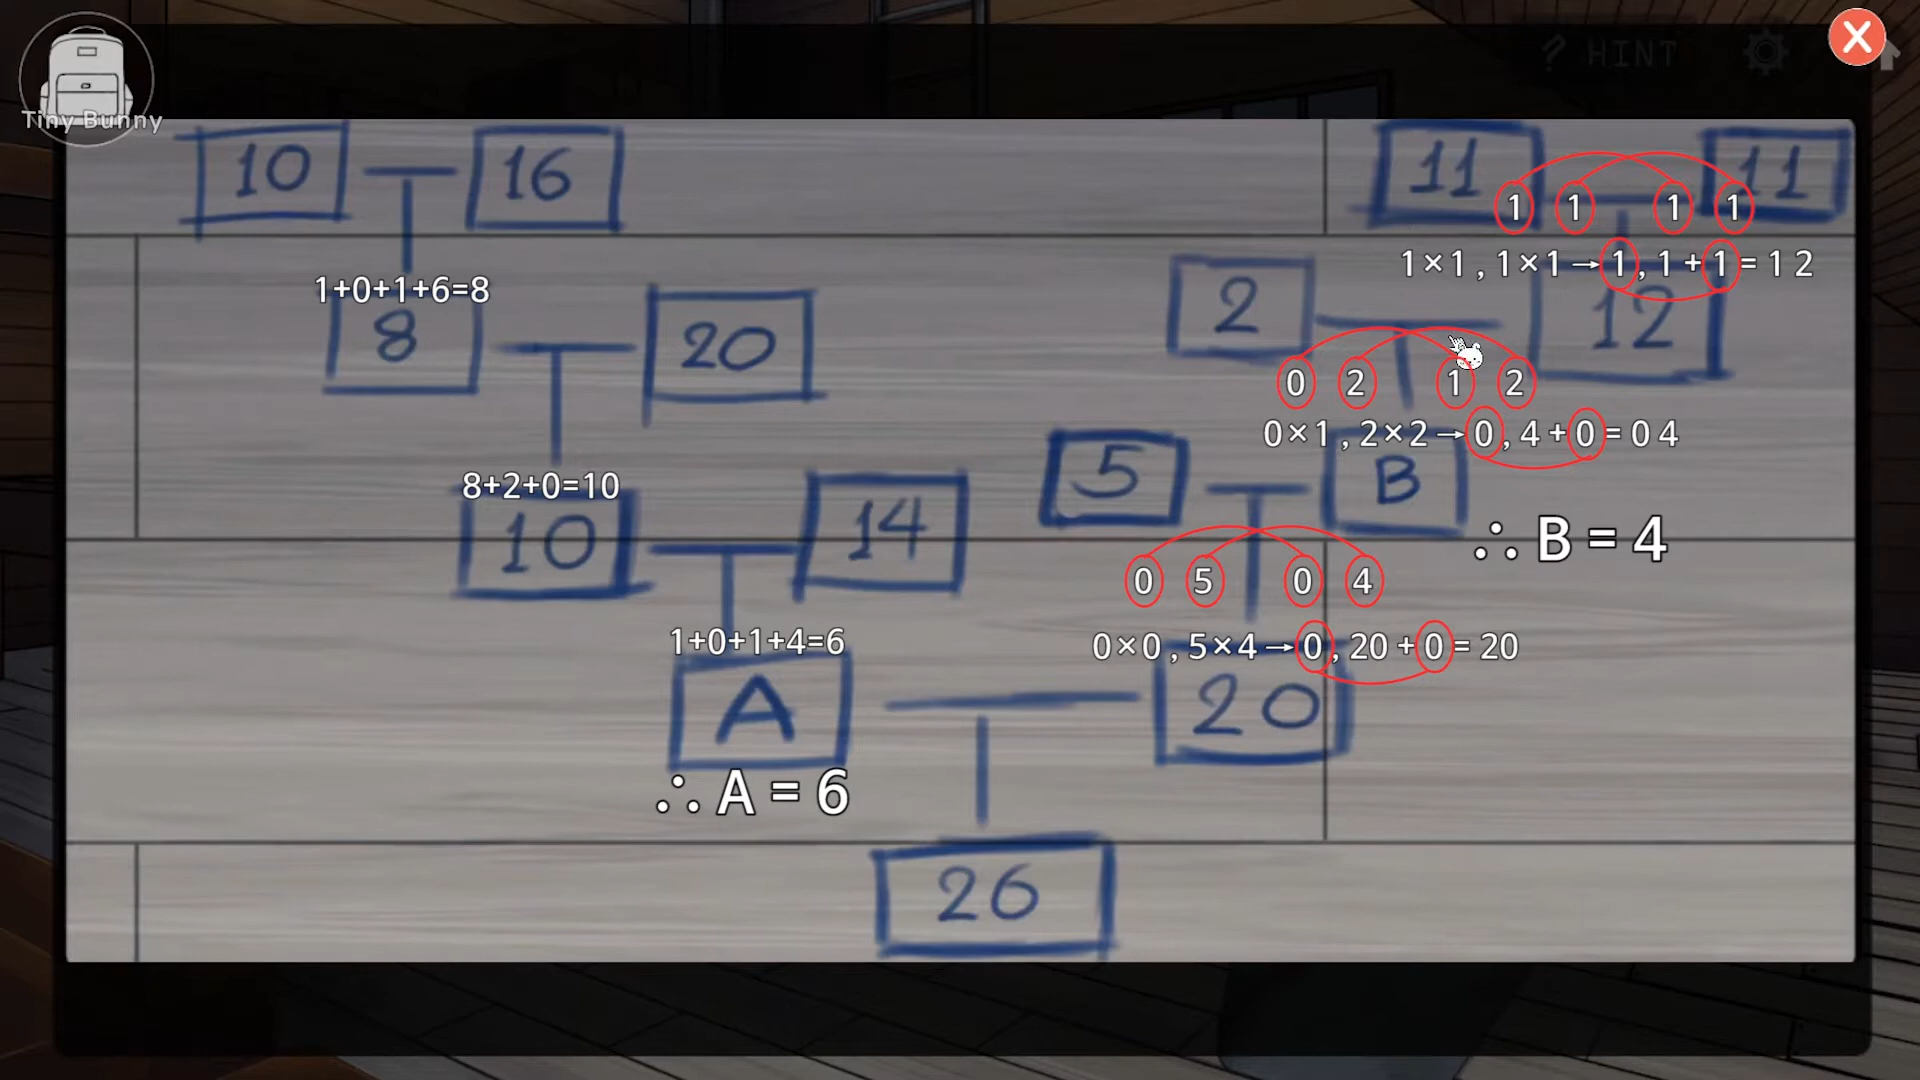 Tiny Bunny
? HINT
10 16
11 11
1 1 1 1
1×1 , 1×1 → 1 , 1 + 1 = 1 2
1+0+1+6=8
8 20
2 12
0 2 1 2
0×1 , 2×2 → 0 , 4 + 0 = 0 4
8+2+0=10
10 14
5 B
∴ B = 4
0 5 0 4
0×0 , 5×4 → 0 , 20 + 0 = 20
1+0+1+4=6
A 20
∴ A = 6
26